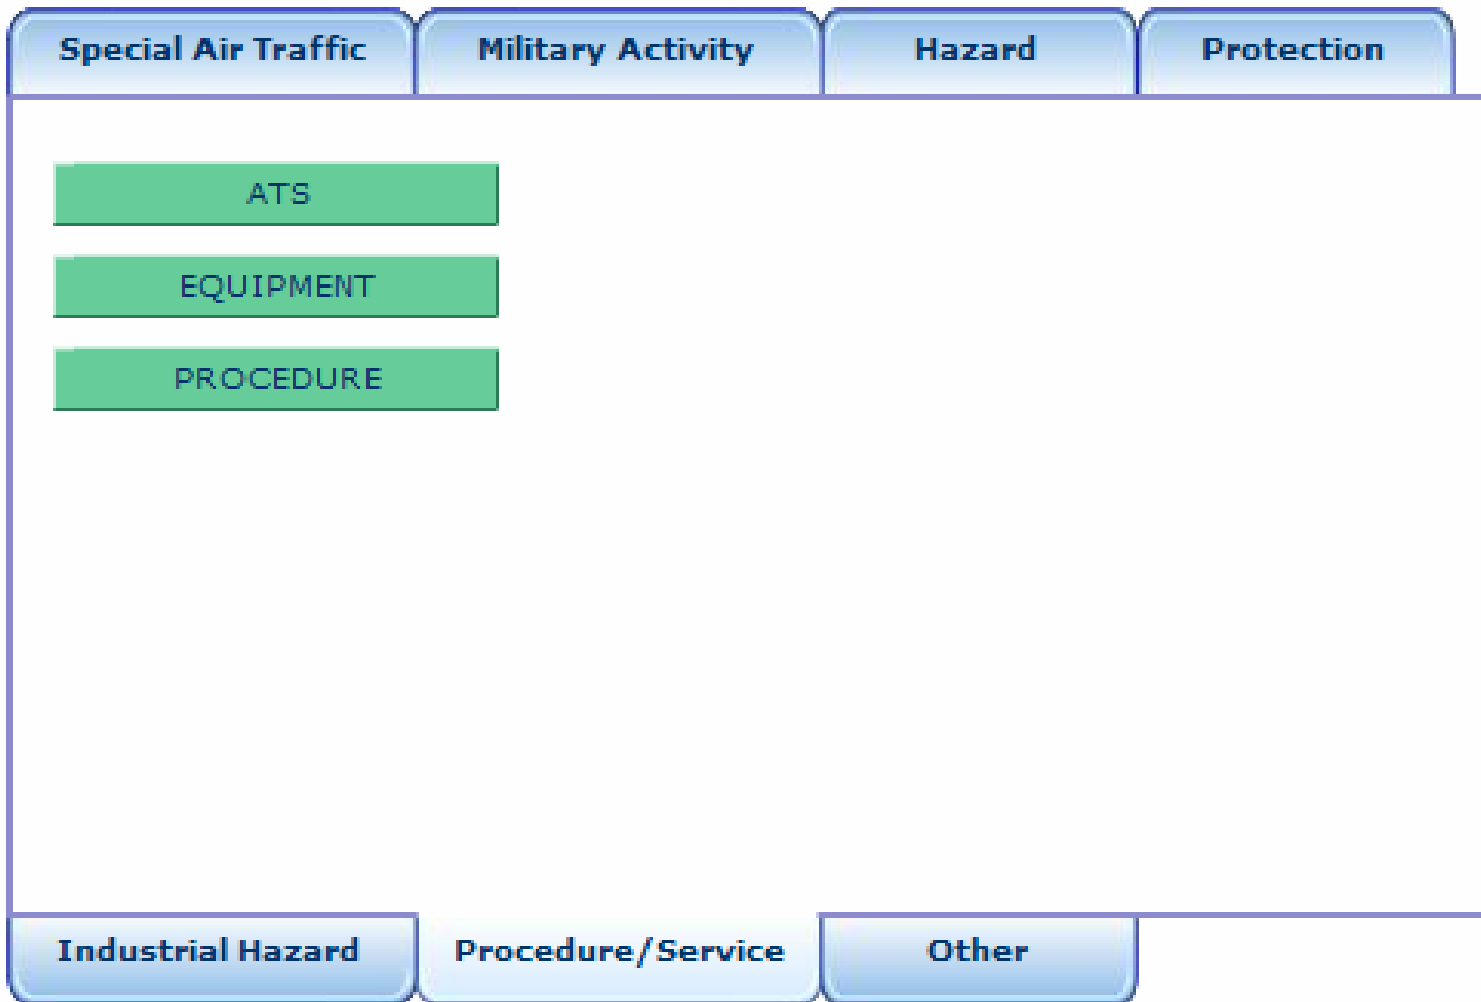 Special Air Traffic Military Activity Hazard Protection
ATS
EQUIPMENT
PROCEDURE
Industrial Hazard Procedure/Service Other